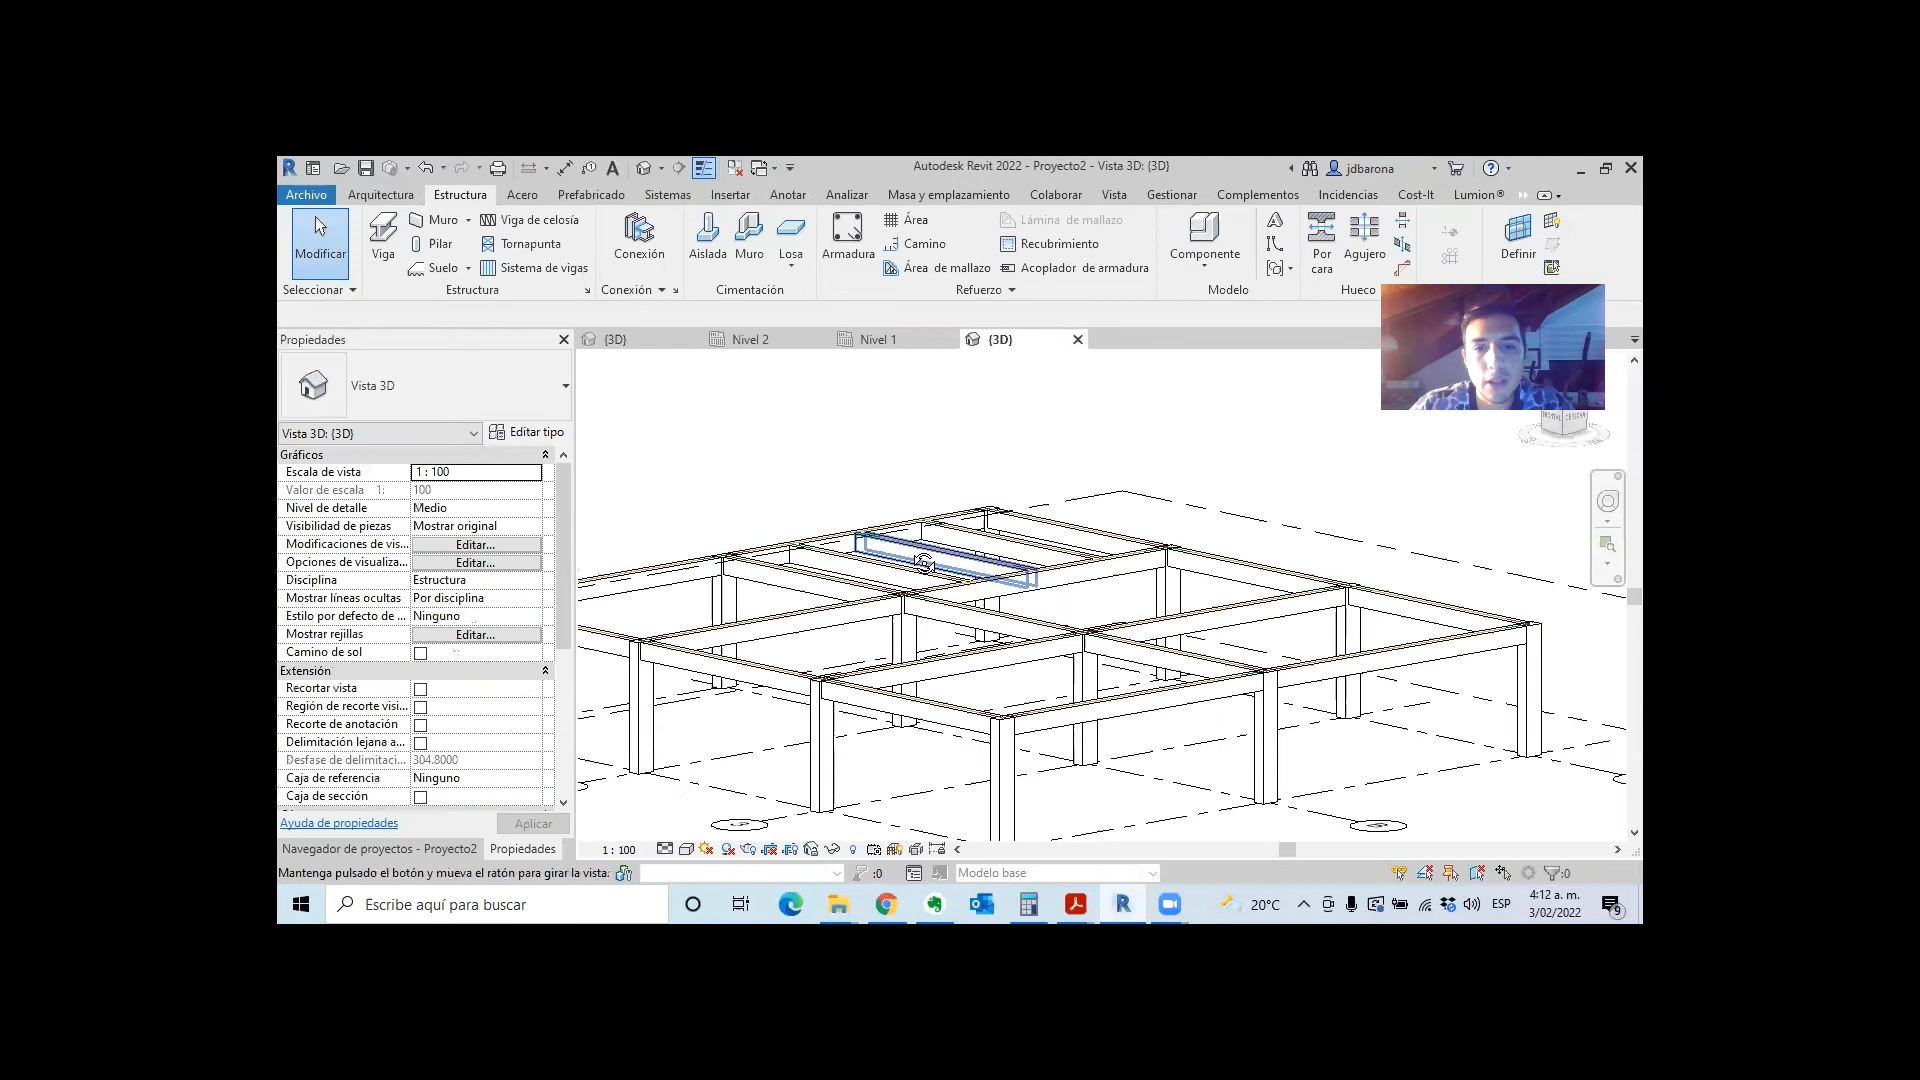 Autodesk Revit 2022 - Proyecto2 - Vista 3D: {3D}
jdbarona
Archivo Arquitectura Estructura Acero Prefabricado Sistemas Insertar Anotar Analizar Masa y emplazamiento Colaborar Vista Gestionar Complementos Incidencias Cost-It Lumion®
Muro Viga de celosía Área Lámina de mallazo
Pilar Tornapunta Camino Recubrimiento
Modificar Viga Conexión Aislada Muro Losa Armadura Componente Por cara Agujero Definir
Suelo Sistema de vigas Área de mallazo Acoplador de armadura
Seleccionar Estructura Conexión Cimentación Refuerzo Modelo Hueco
Propiedades
{3D} Nivel 2 Nivel 1 {3D}
Vista 3D
Vista 3D: {3D} Editar tipo
Gráficos
Escala de vista 1 : 100
Valor de escala 1: 100
Nivel de detalle Medio
Visibilidad de piezas Mostrar original
Modificaciones de vis... Editar...
Opciones de visualiza... Editar...
Disciplina Estructura
Mostrar líneas ocultas Por disciplina
Estilo por defecto de ... Ninguno
Mostrar rejillas Editar...
Camino de sol
Extensión
Recortar vista
Región de recorte visi...
Recorte de anotación
Delimitación lejana a...
Desfase de delimitaci... 304.8000
Caja de referencia Ninguno
Caja de sección
Ayuda de propiedades Aplicar
Navegador de proyectos - Proyecto2 Propiedades
1 : 100
Mantenga pulsado el botón y mueva el ratón para girar la vista.
:0
Modelo base
:0
Escribe aquí para buscar
20°C
ESP
4:12 a. m.
3/02/2022
9